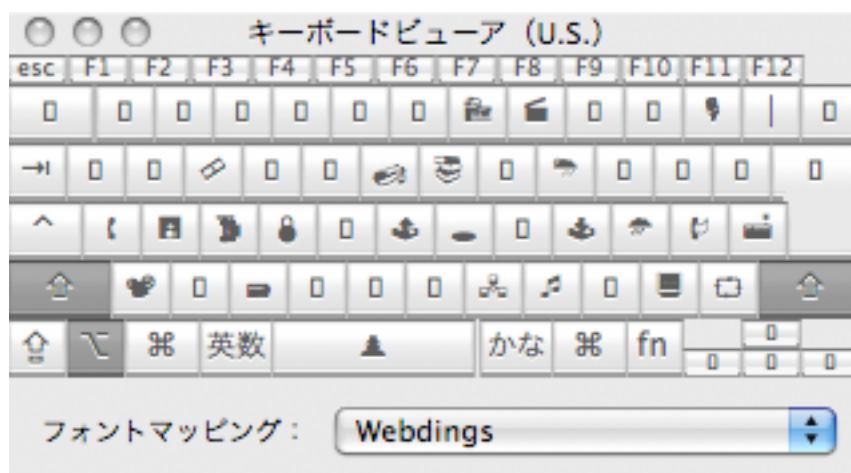 キーボードビューア（U.S.）
esc F1 F2 F3 F4 F5 F6 F7 F8 F9 F10 F11 F12
⌘ 英数 かな ⌘ fn
フォントマッピング： Webdings